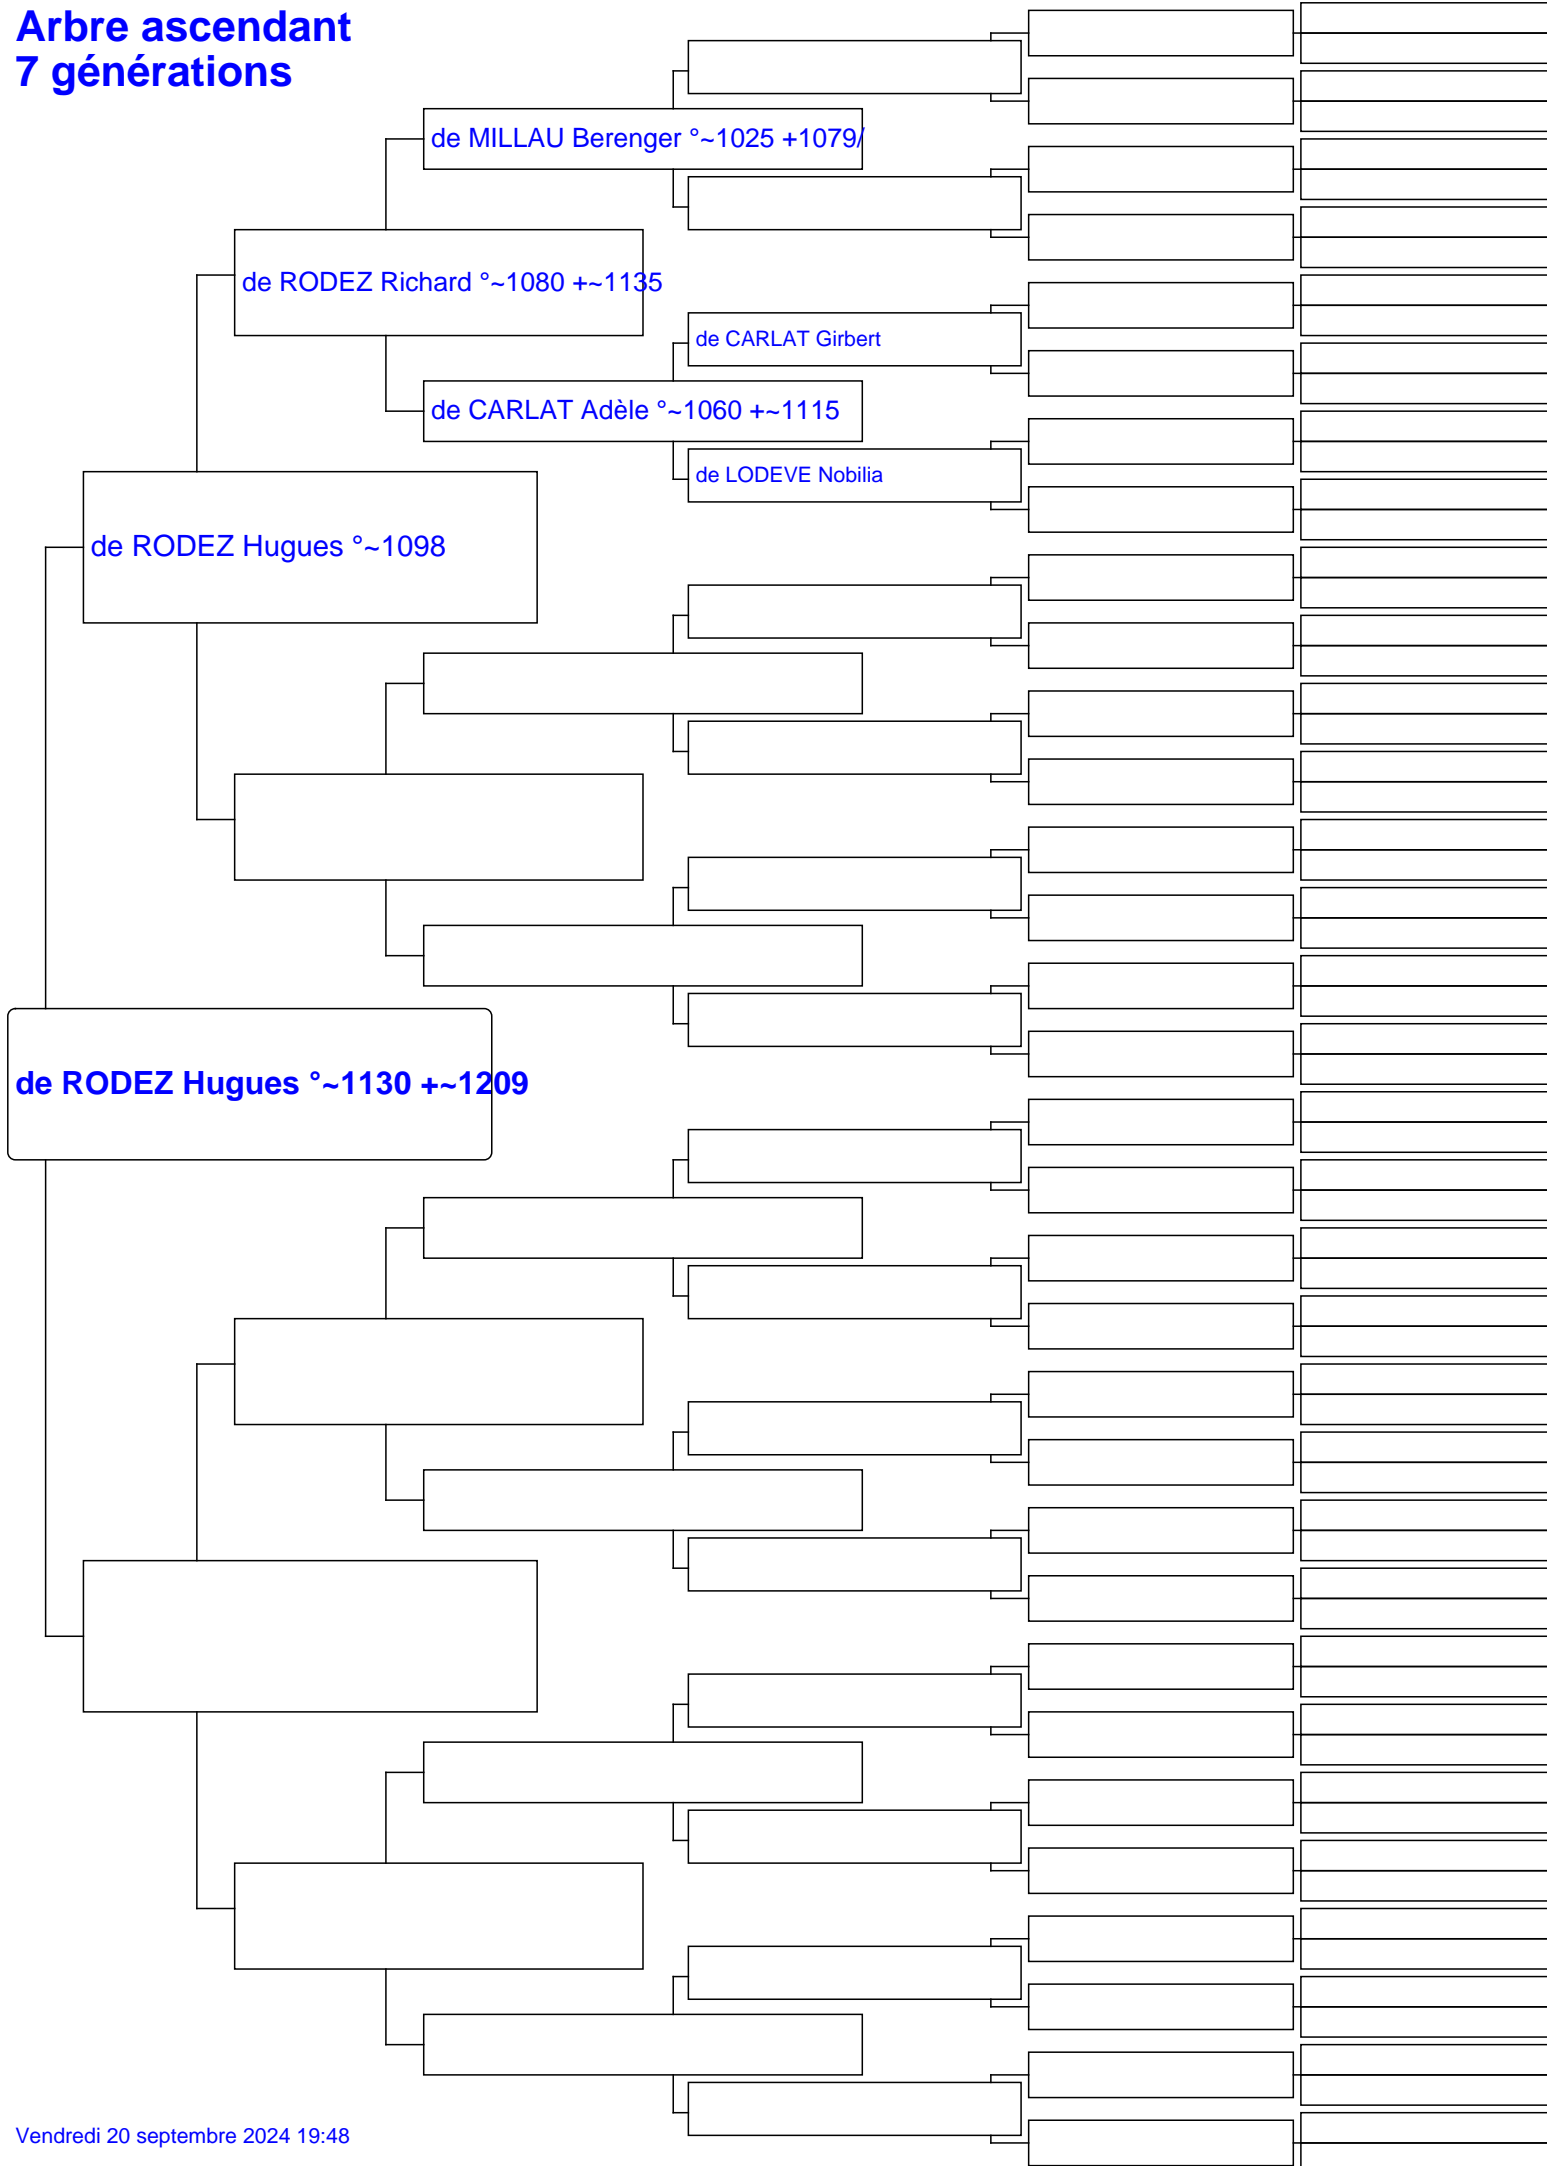 Arbre ascendant
7 générations
de MILLAU Berenger °~1025 +1079/
de RODEZ Richard °~1080 +~1135
de CARLAT Girbert
de CARLAT Adèle °~1060 +~1115
de LODEVE Nobilia
de RODEZ Hugues °~1098
de RODEZ Hugues °~1130 +~1209
Vendredi 20 septembre 2024 19:48